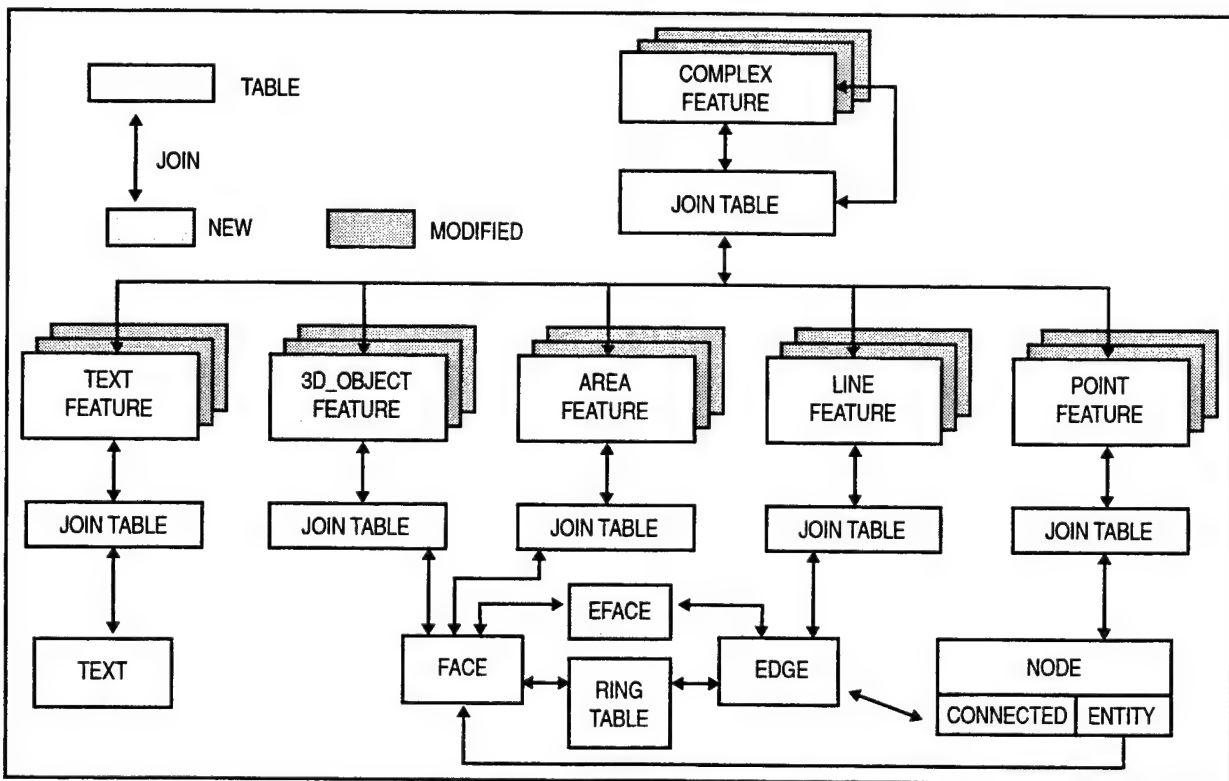 COMPLEX
FEATURE
TABLE
JOIN
JOIN TABLE
NEW
MODIFIED
TEXT
FEATURE
3D_OBJECT
FEATURE
AREA
FEATURE
LINE
FEATURE
POINT
FEATURE
JOIN TABLE
JOIN TABLE
JOIN TABLE
JOIN TABLE
JOIN TABLE
EFACE
TEXT
FACE
RING
TABLE
EDGE
NODE
CONNECTED
ENTITY